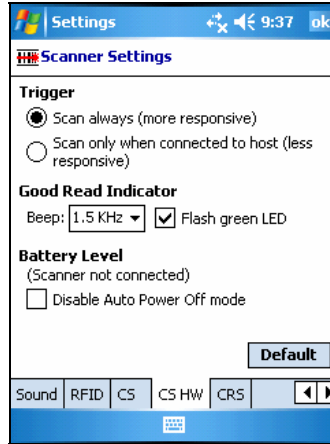 Settings 9:37 ok
Scanner Settings
Trigger
Scan always (more responsive)
Scan only when connected to host (less
responsive)
Good Read Indicator
Beep: 1.5 KHz Flash green LED
Battery Level
(Scanner not connected)
Disable Auto Power Off mode
Default
Sound RFID CS CS HW CRS